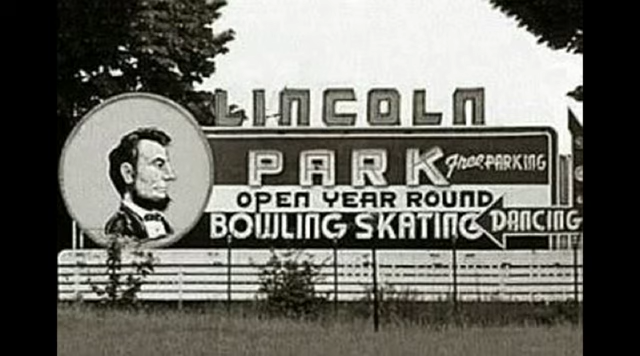 LINCOLN
PARK Free PARKING
OPEN YEAR ROUND
BOWLING SKATING DANCING